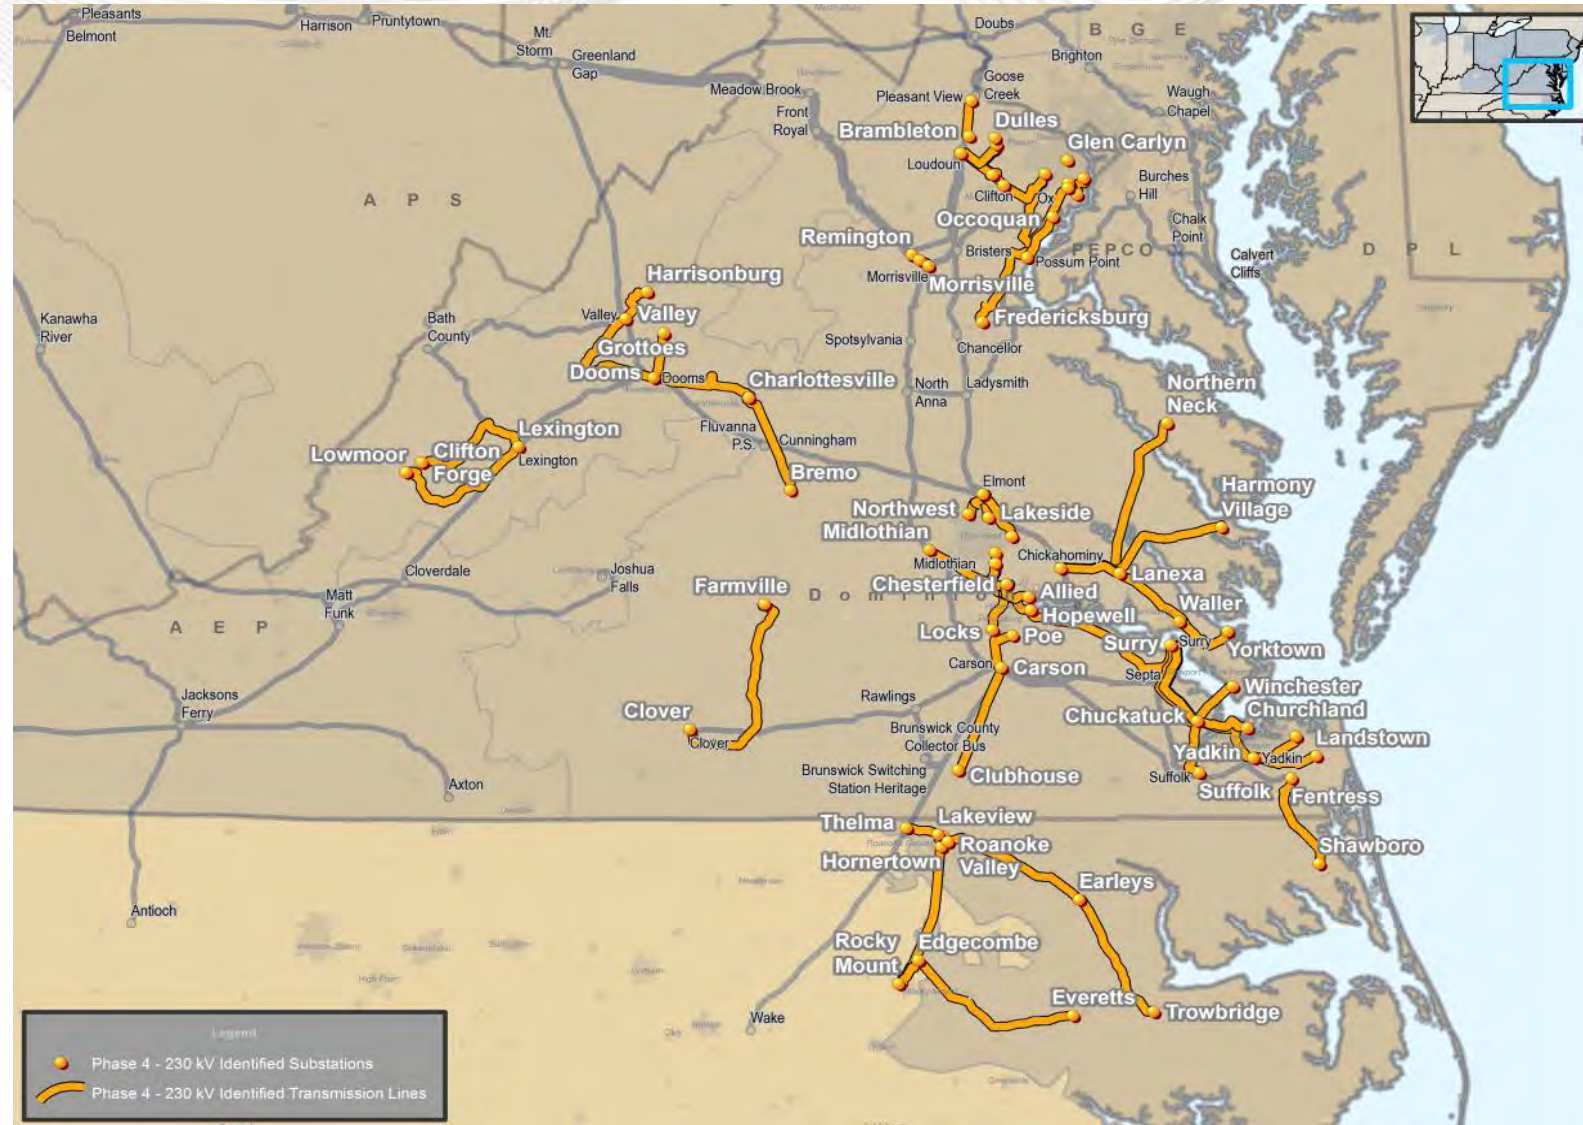 Pleasants
Belmont
Harrison
Pruntytown
Mt.
Storm
Greenland
Gap
Doubs
B G E
Brighton
Meadow Brook
Front
Royal
Goose
Creek
Pleasant View
Waugh
Chapel
Brambleton
Dulles
Loudoun
Glen Carlyn
Clifton
Ox
Burches
Hill
A P S
Occoquan
Chalk
Point
Remington
Bristers
PEPCO
Possum Point
Calvert
Cliffs
D P L
Morrisville
Morrisville
Harrisonburg
Fredericksburg
Valley
Valley
Kanawha
River
Bath
County
Spotsylvania
Chancellor
Grottoes
Dooms
Dooms
Charlottesville
North
Anna
Ladysmith
Northern
Neck
Fluvanna
P.S.
Cunningham
Lexington
Lexington
Lowmoor
Clifton
Forge
Bremo
Elmont
Harmony
Village
Northwest
Lakeside
Midlothian
Midlothian
Chickahominy
Lanexa
Cloverdale
Joshua
Falls
Matt
Funk
Farmville
Dominion
Chesterfield
Allied
Waller
Hopewell
A E P
Locks
Poe
Surry
Surry
Yorktown
Carson
Carson
Septa
Winchester
Jacksons
Ferry
Rawlings
Clover
Clover
Chuckatuck
Churchland
Brunswick County
Collector Bus
Landstown
Yadkin
Yadkin
Brunswick Switching
Station Heritage
Clubhouse
Suffolk
Suffolk
Fentress
Axton
Thelma
Lakeview
Hornertown
Roanoke
Valley
Shawboro
Earleys
Antioch
Rocky
Mount
Edgecombe
Everetts
Trowbridge
Wake
High Point
Legend
Phase 4 - 230 kV Identified Substations
Phase 4 - 230 kV Identified Transmission Lines